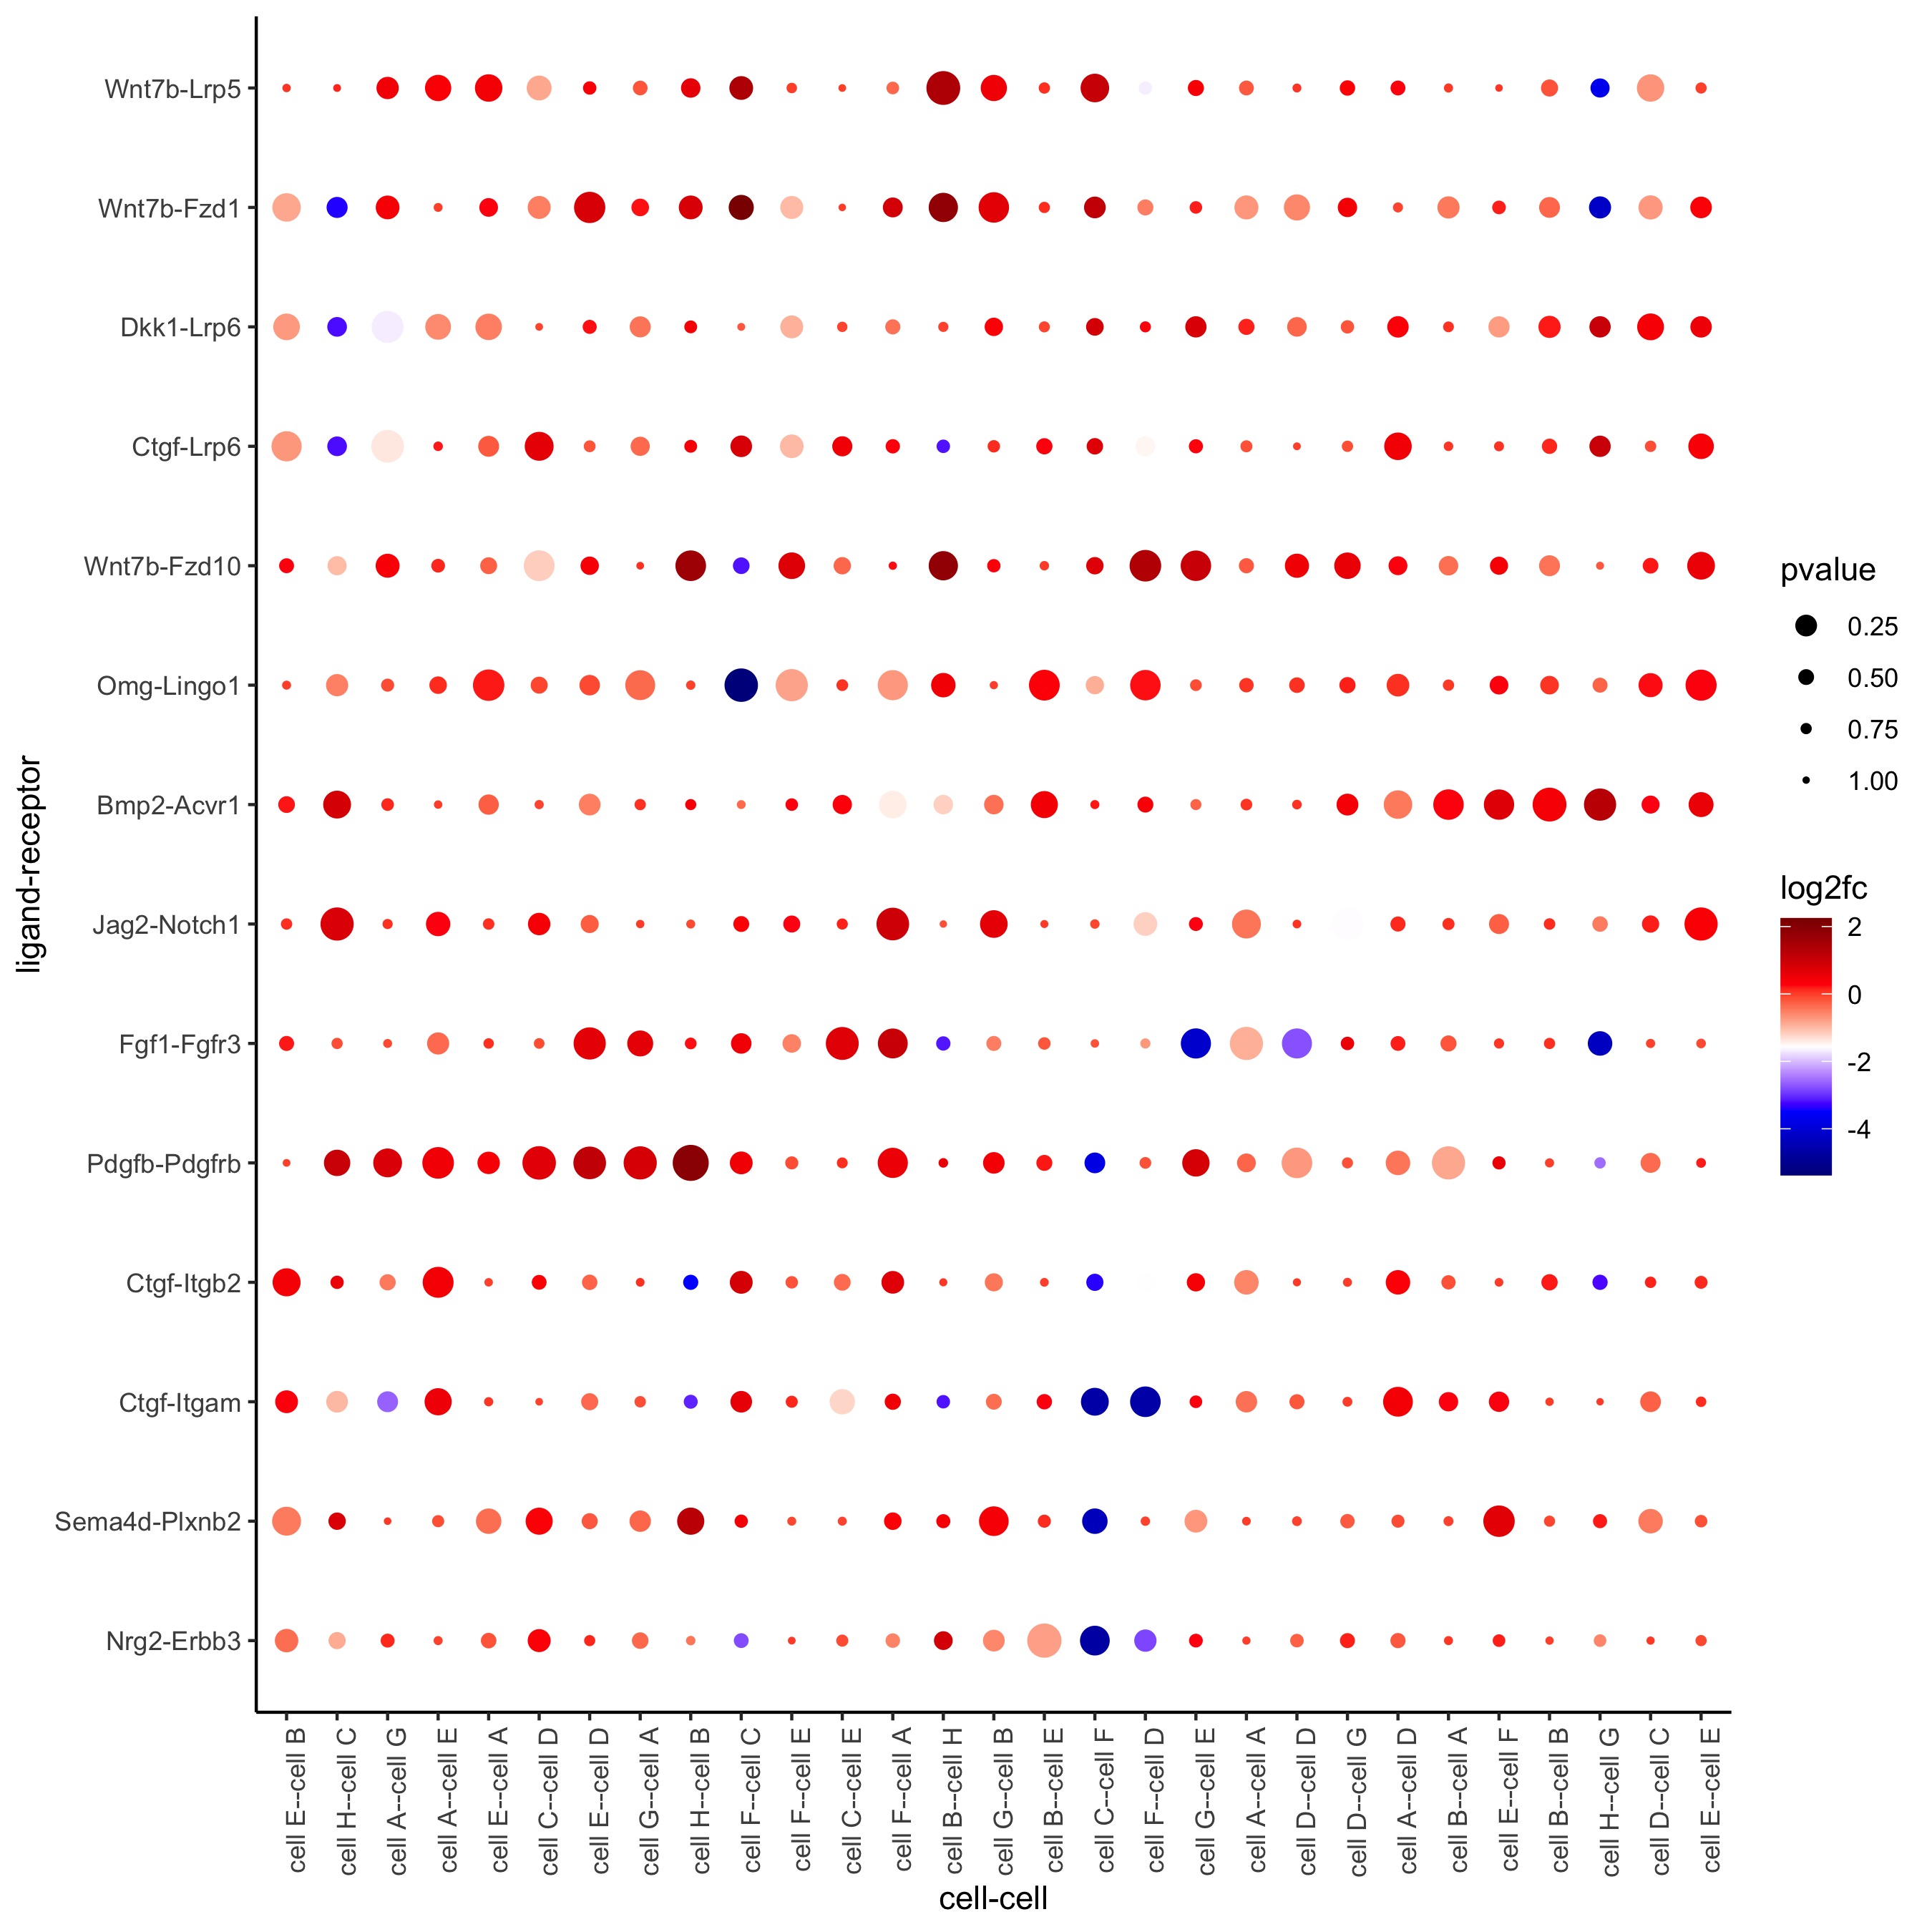 Wnt7b-Lrp5
Wnt7b-Fzd1
Dkk1-Lrp6
Ctgf-Lrp6
Wnt7b-Fzd10
Omg-Lingo1
Bmp2-Acvr1
Jag2-Notch1
Fgf1-Fgfr3
Pdgfb-Pdgfrb
Ctgf-Itgb2
Ctgf-Itgam
Sema4d-Plxnb2
Nrg2-Erbb3
ligand-receptor
cell E--cell B
cell H--cell C
cell A--cell G
cell A--cell E
cell E--cell A
cell C--cell D
cell E--cell D
cell G--cell A
cell H--cell B
cell F--cell C
cell F--cell E
cell C--cell E
cell F--cell A
cell B--cell H
cell G--cell B
cell B--cell E
cell C--cell F
cell F--cell D
cell G--cell E
cell A--cell A
cell D--cell D
cell D--cell G
cell A--cell D
cell B--cell A
cell E--cell F
cell B--cell B
cell H--cell G
cell D--cell C
cell E--cell E
cell-cell
pvalue
0.25
0.50
0.75
1.00
log2fc
2
0
-2
-4